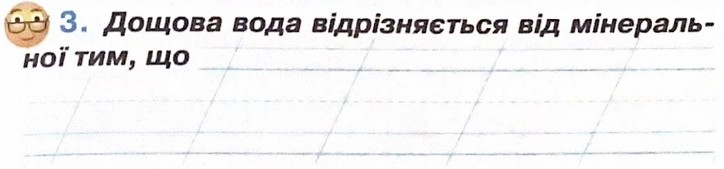 3. Дощова вода відрізняється від мінераль-
ної тим, що